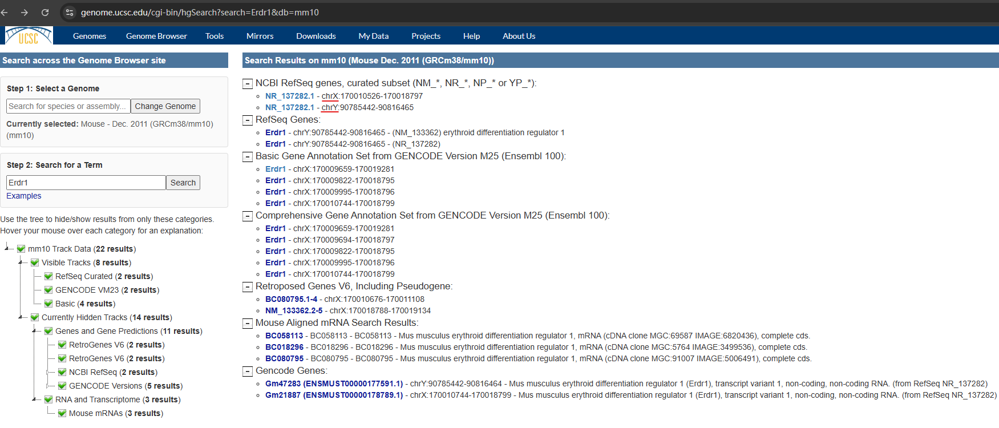 genome.ucsc.edu/cgi-bin/hgSearch?search=Erdr1&db=mm10
UCSC Genomes Genome Browser Tools Mirrors Downloads My Data Projects Help About Us
Search across the Genome Browser site
Step 1: Select a Genome
Search for species or assembly... Change Genome
Currently selected: Mouse - Dec. 2011 (GRCm38/mm10)
(mm10)
Step 2: Search for a Term
Erdr1 Search
Examples
Use the tree to hide/show results from only these categories.
Hover your mouse over each category for an explanation:
mm10 Track Data (22 results)
Visible Tracks (8 results)
RefSeq Curated (2 results)
GENCODE VM23 (2 results)
Basic (4 results)
Currently Hidden Tracks (14 results)
Genes and Gene Predictions (11 results)
RetroGenes V6 (2 results)
RetroGenes V6 (2 results)
NCBI RefSeq (2 results)
GENCODE Versions (5 results)
RNA and Transcriptome (3 results)
Mouse mRNAs (3 results)
Search Results on mm10 (Mouse Dec. 2011 (GRCm38/mm10))
NCBI RefSeq genes, curated subset (NM_*, NR_*, NP_* or YP_*):
NR_137282.1 - chrX:170010526-170018797
NR_137282.1 - chrY:90785442-90816465
RefSeq Genes:
Erdr1 - chrY:90785442-90816465 - (NM_133362) erythroid differentiation regulator 1
Erdr1 - chrY:90785442-90816465 - (NR_137282)
Basic Gene Annotation Set from GENCODE Version M25 (Ensembl 100):
Erdr1 - chrX:170009659-170019281
Erdr1 - chrX:170009822-170018795
Erdr1 - chrX:170009995-170018796
Erdr1 - chrX:170010744-170018799
Comprehensive Gene Annotation Set from GENCODE Version M25 (Ensembl 100):
Erdr1 - chrX:170009659-170019281
Erdr1 - chrX:170009694-170018797
Erdr1 - chrX:170009822-170018795
Erdr1 - chrX:170009995-170018796
Erdr1 - chrX:170010744-170018799
Retroposed Genes V6, Including Pseudogene:
BC080795.1-4 - chrX:170010676-170011108
NM_133362.2-5 - chrX:170018788-170019134
Mouse Aligned mRNA Search Results:
BC058113 - BC058113 - BC058113 - Mus musculus erythroid differentiation regulator 1, mRNA (cDNA clone MGC:69587 IMAGE:6820436), complete cds.
BC018296 - BC018296 - BC018296 - Mus musculus erythroid differentiation regulator 1, mRNA (cDNA clone MGC:5764 IMAGE:3499536), complete cds.
BC080795 - BC080795 - BC080795 - Mus musculus erythroid differentiation regulator 1, mRNA (cDNA clone MGC:91007 IMAGE:5006491), complete cds.
Gencode Genes:
Gm47283 (ENSMUST00000177591.1) - chrY:90785442-90816464 - Mus musculus erythroid differentiation regulator 1 (Erdr1), transcript variant 1, non-coding, non-coding RNA. (from RefSeq NR_137282)
Gm21887 (ENSMUST00000178789.1) - chrX:170010744-170018799 - Mus musculus erythroid differentiation regulator 1 (Erdr1), transcript variant 1, non-coding, non-coding RNA. (from RefSeq NR_137282)